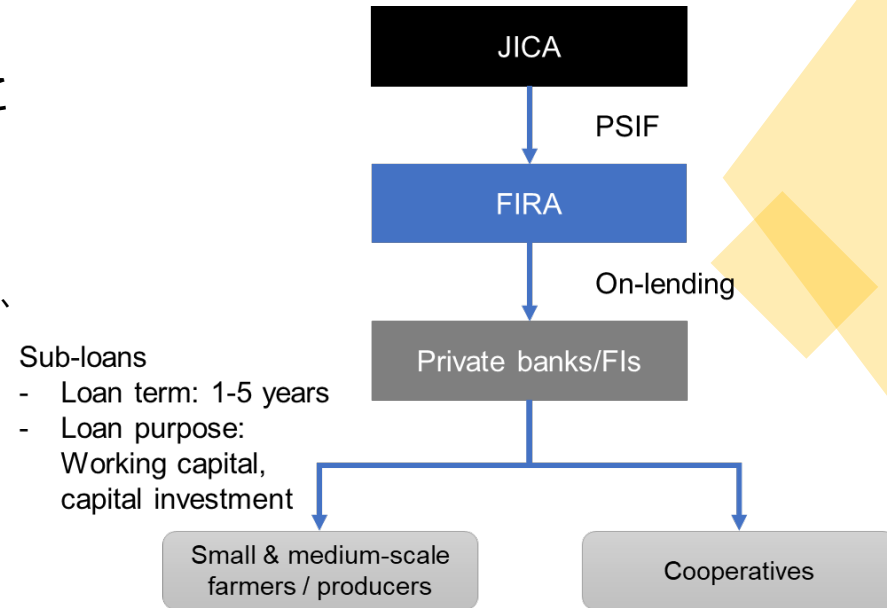 JICA
と
PSIF
FIRA
On-lending
、
Sub-loans
Private banks/FIs
- Loan term: 1-5 years
- Loan purpose:
Working capital,
capital investment
Small & medium-scale
farmers / producers
Cooperatives